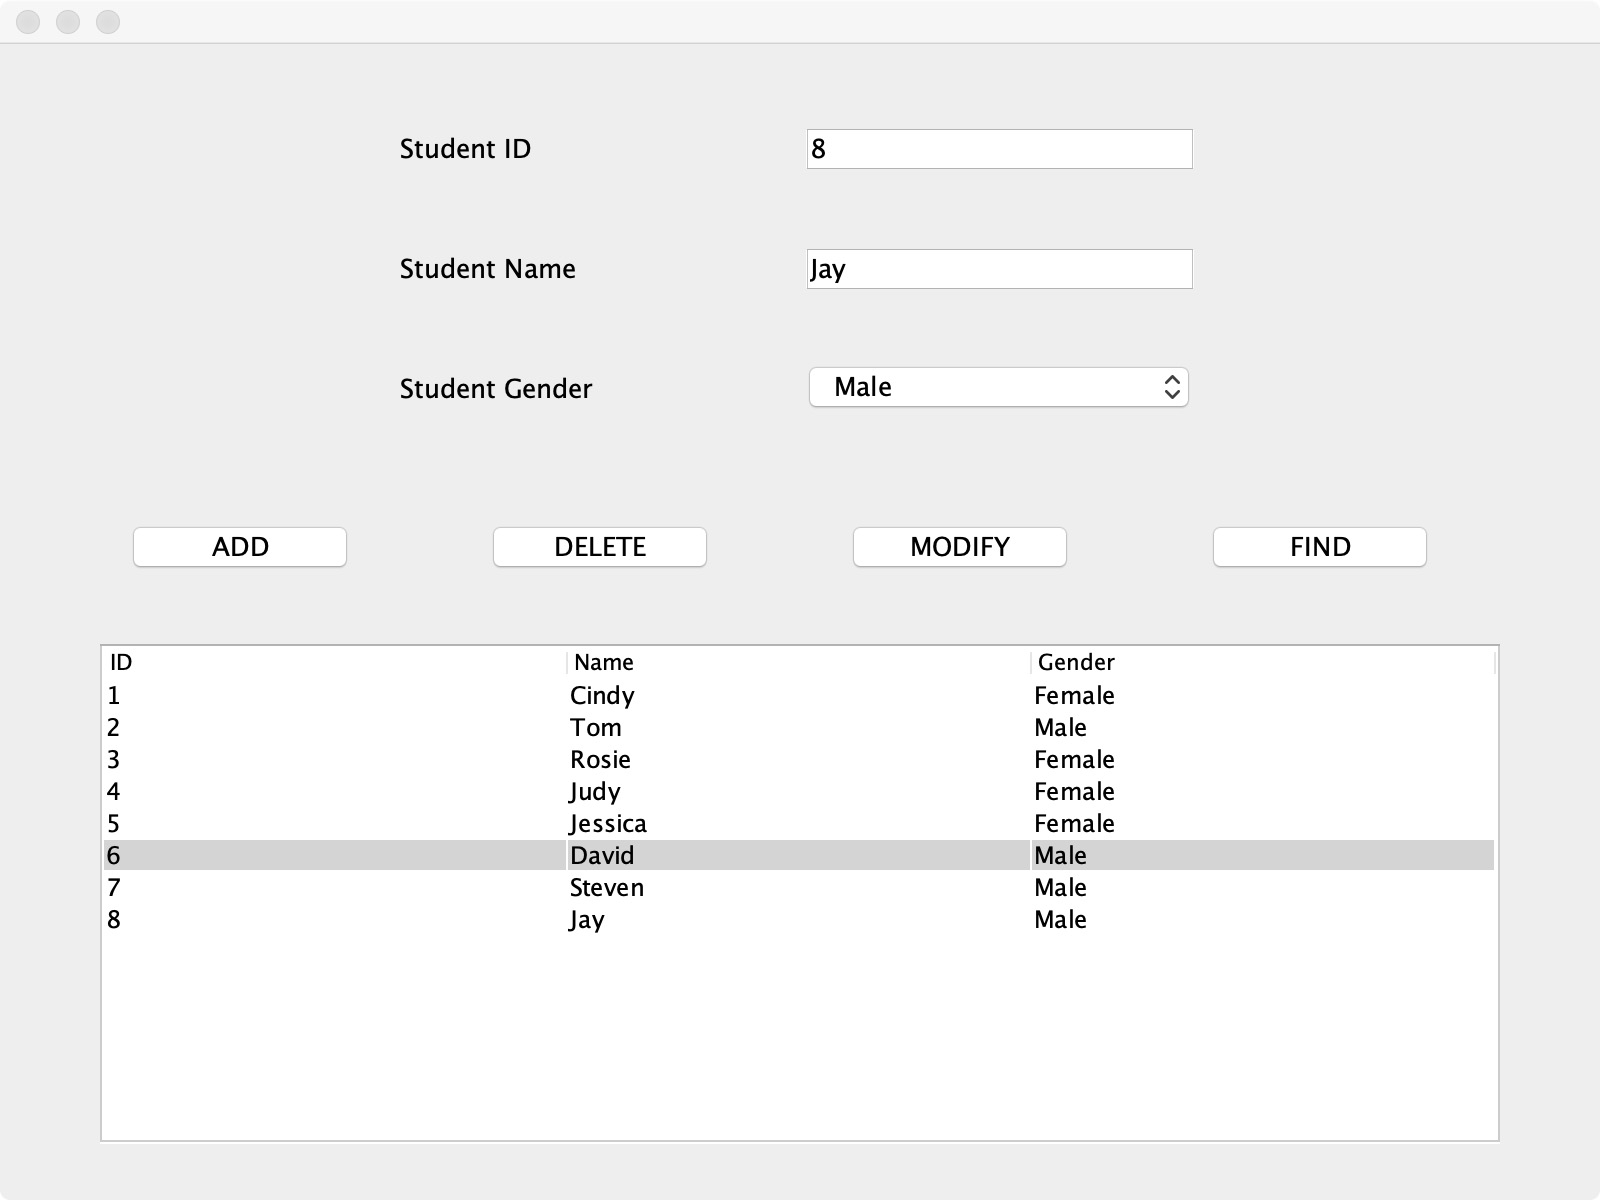 Student ID 8
Student Name Jay
Student Gender Male
ADD DELETE MODIFY FIND
ID Name Gender
1 Cindy Female
2 Tom Male
3 Rosie Female
4 Judy Female
5 Jessica Female
6 David Male
7 Steven Male
8 Jay Male